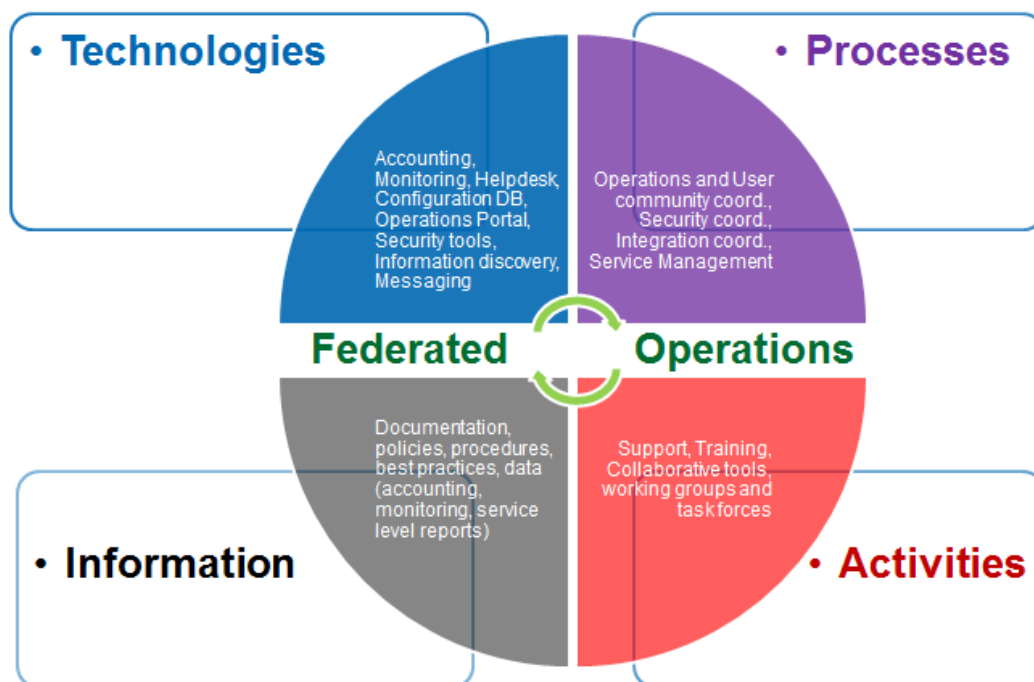 • Technologies
• Processes
Accounting,
Monitoring, Helpdesk,
Configuration DB,
Operations Portal,
Security tools,
Information discovery,
Messaging
Operations and User
community coord.,
Security coord.,
Integration coord.,
Service Management
Federated Operations
Documentation,
policies, procedures,
best practices, data
(accounting,
monitoring, service
level reports)
Support, Training,
Collaborative tools,
working groups and
task forces
• Information
• Activities